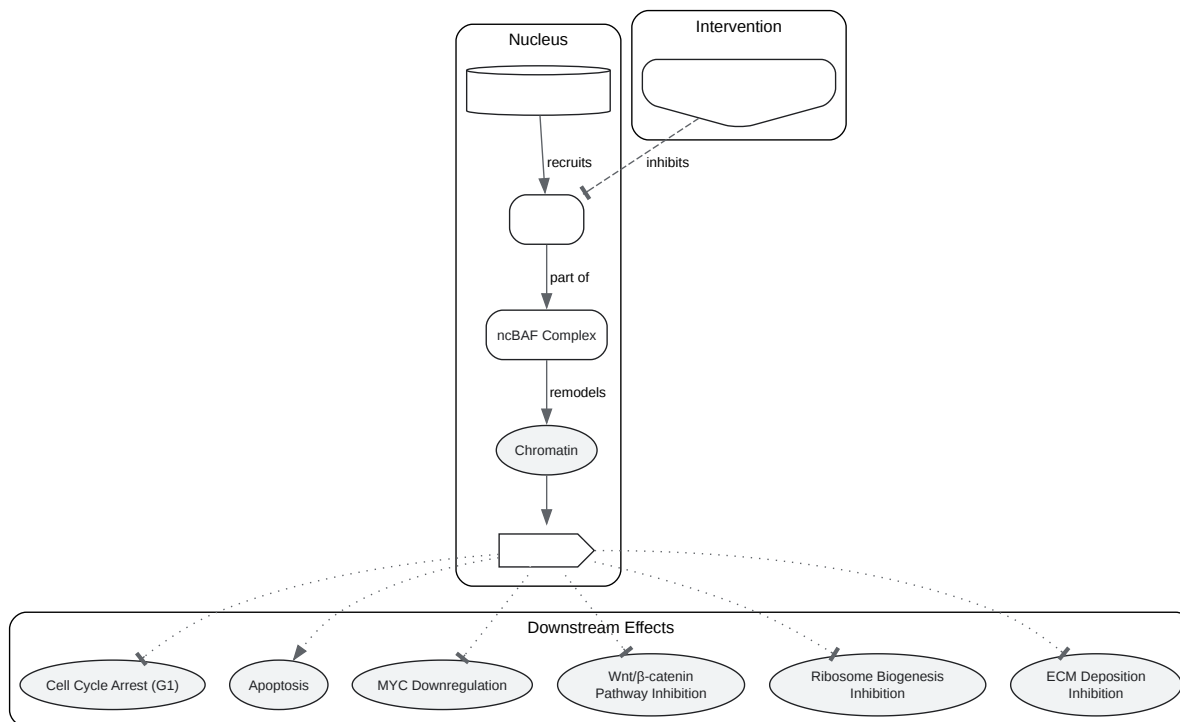 Nucleus
Intervention
recruits
inhibits
part of
ncBAF Complex
remodels
Chromatin
Downstream Effects
Cell Cycle Arrest (G1)
Apoptosis
MYC Downregulation
Wnt/β-catenin
Pathway Inhibition
Ribosome Biogenesis
Inhibition
ECM Deposition
Inhibition